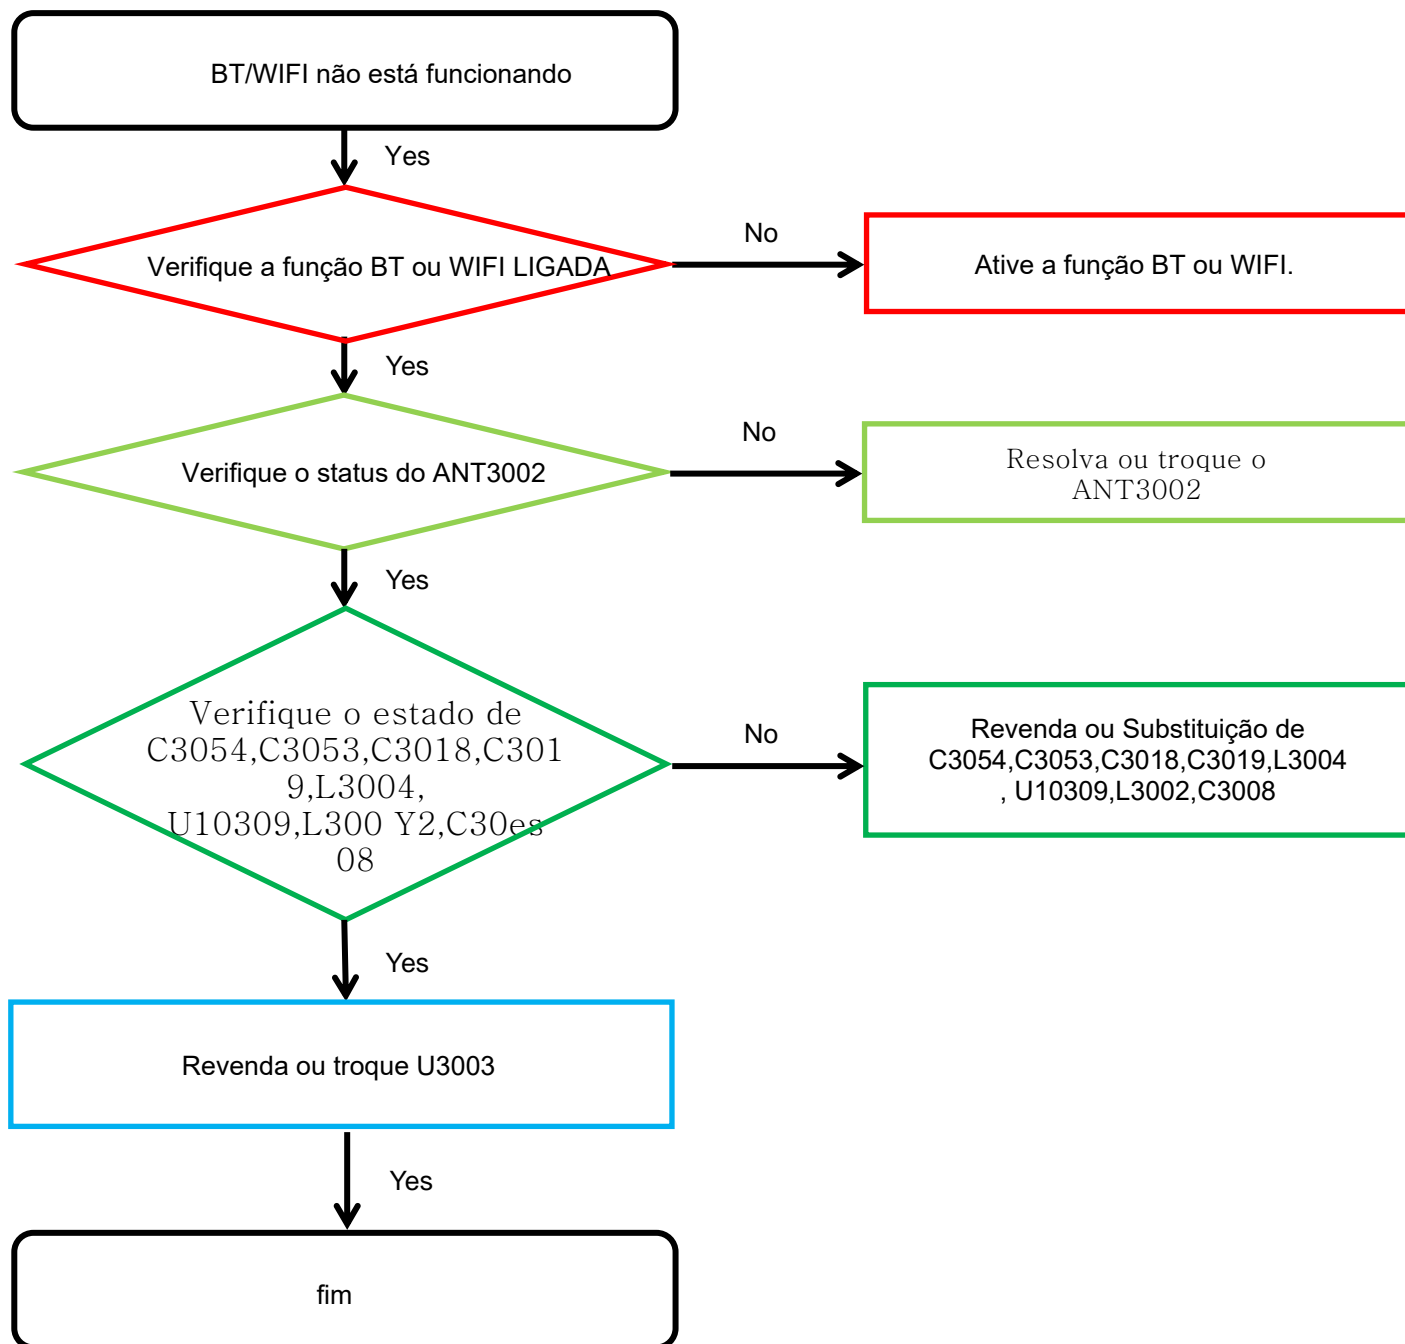 BT/WIFI não está funcionando
Yes
Verifique a função BT ou WIFI LIGADA
No
Ative a função BT ou WIFI.
Yes
Verifique o status do ANT3002
No
Resolva ou troque o
ANT3002
Yes
Verifique o estado de
C3054,C3053,C3018,C301
9,L3004,
U10309,L300 Y2,C30es
08
No
Revenda ou Substituição de
C3054,C3053,C3018,C3019,L3004
, U10309,L3002,C3008
Yes
Revenda ou troque U3003
Yes
fim